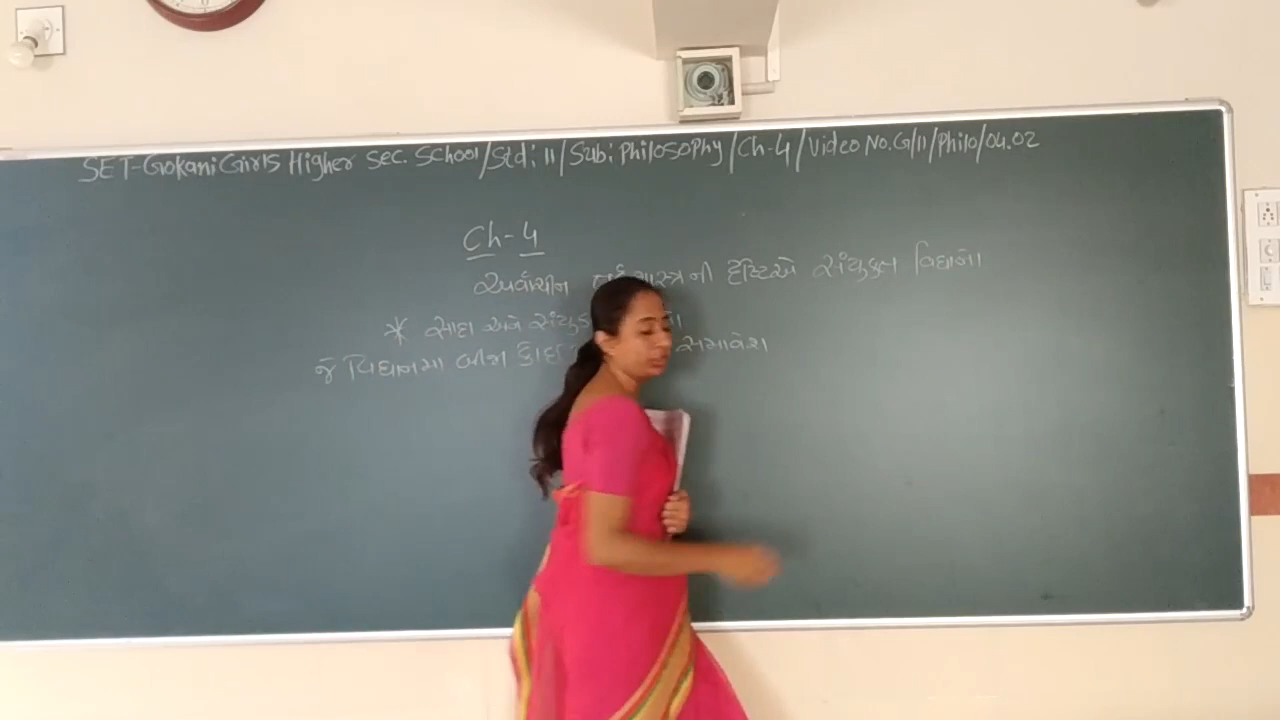 SET-Gokani Girls Higher Sec. School/Std: 11/Sub: Philosophy/Ch-4/Video No. G/11/Philo/04.02
Ch-4
અર્વાચીન તર્કશાસ્ત્રની દૃષ્ટિએ સંયુક્ત વિધાનો
* સાદા અને
જે વિધાનમાં બીજા કોઈ સમાવેશ